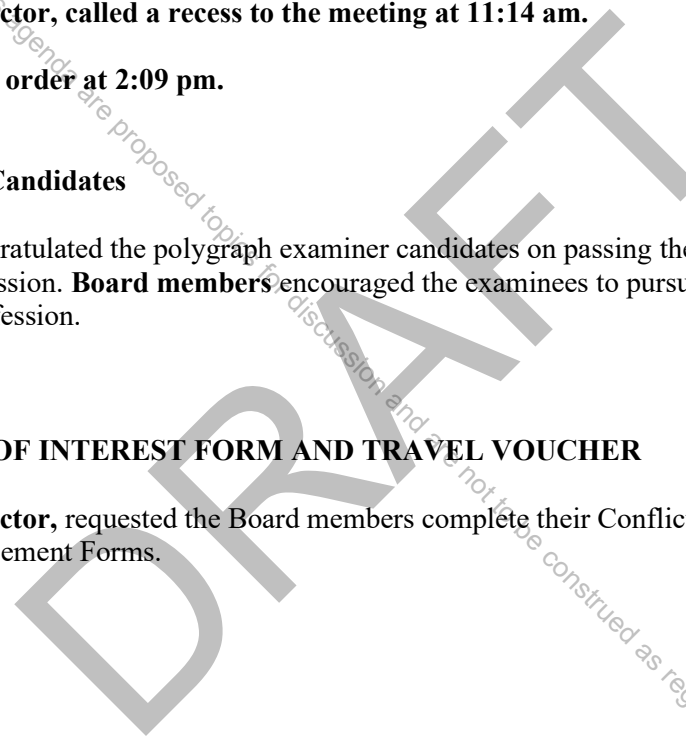 ctor, called a recess to the meeting at 11:14 am.
order at 2:09 pm.
Candidates
ratulated the polygraph examiner candidates on passing the
ssion. Board members encouraged the examinees to pursu
fession.
OF INTEREST FORM AND TRAVEL VOUCHER
ctor, requested the Board members complete their Conflic
ement Forms.
DRAFT
agenda are proposed topics for discussion and are not to be construed as reg